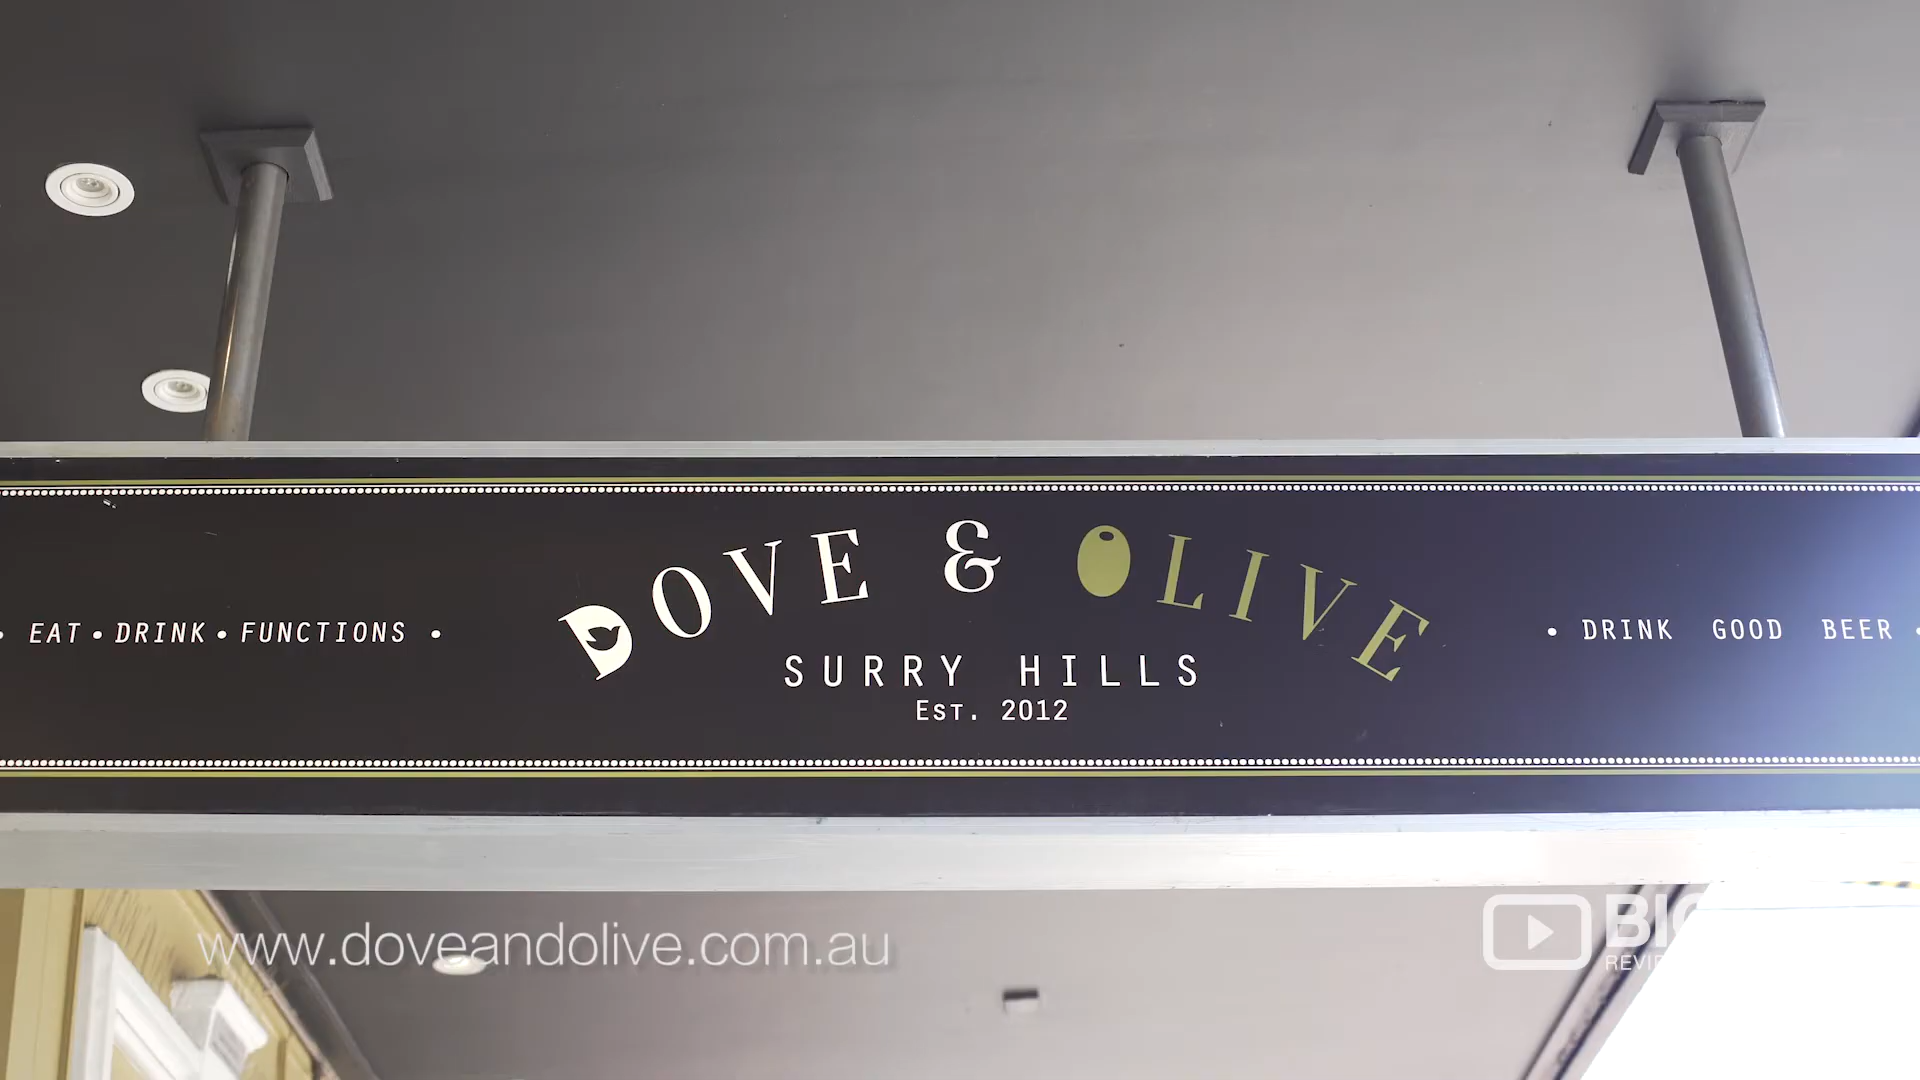 • EAT • DRINK • FUNCTIONS •
DOVE & OLIVE
SURRY HILLS
EST. 2012
• DRINK GOOD BEER •
www.doveandolive.com.au